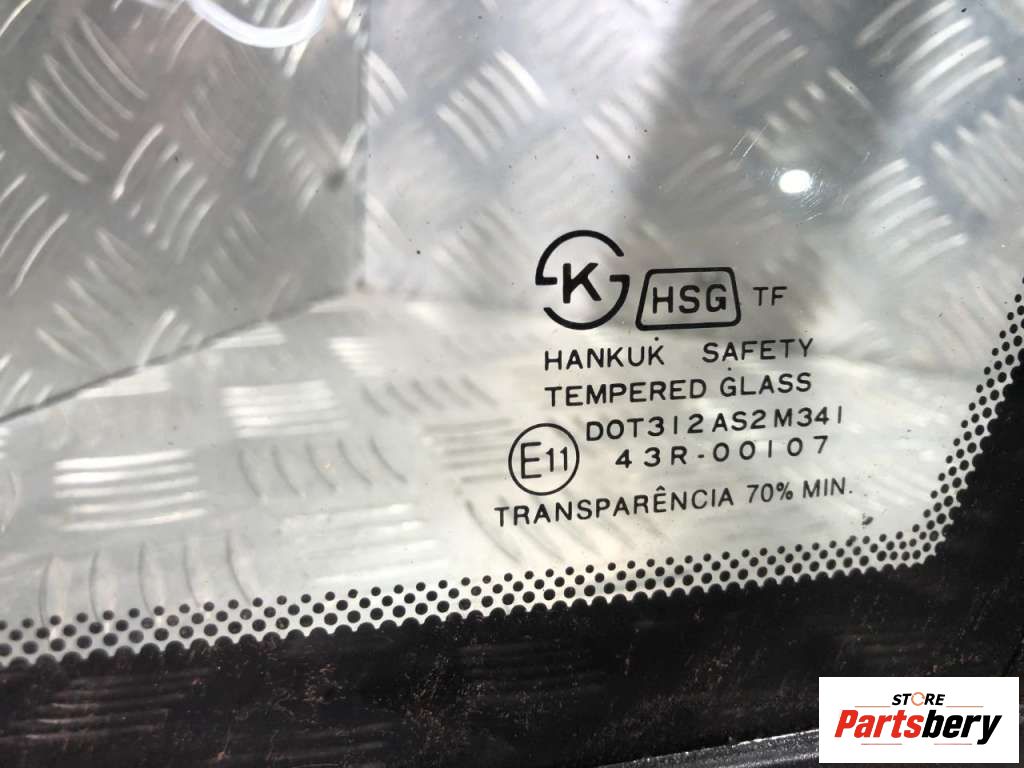 K HSG TF
HANKUK SAFETY
TEMPERED GLASS
DOT312 AS2 M341
E11 43R-00107
TRANSPARÊNCIA 70% MIN.
STORE
Partsbery